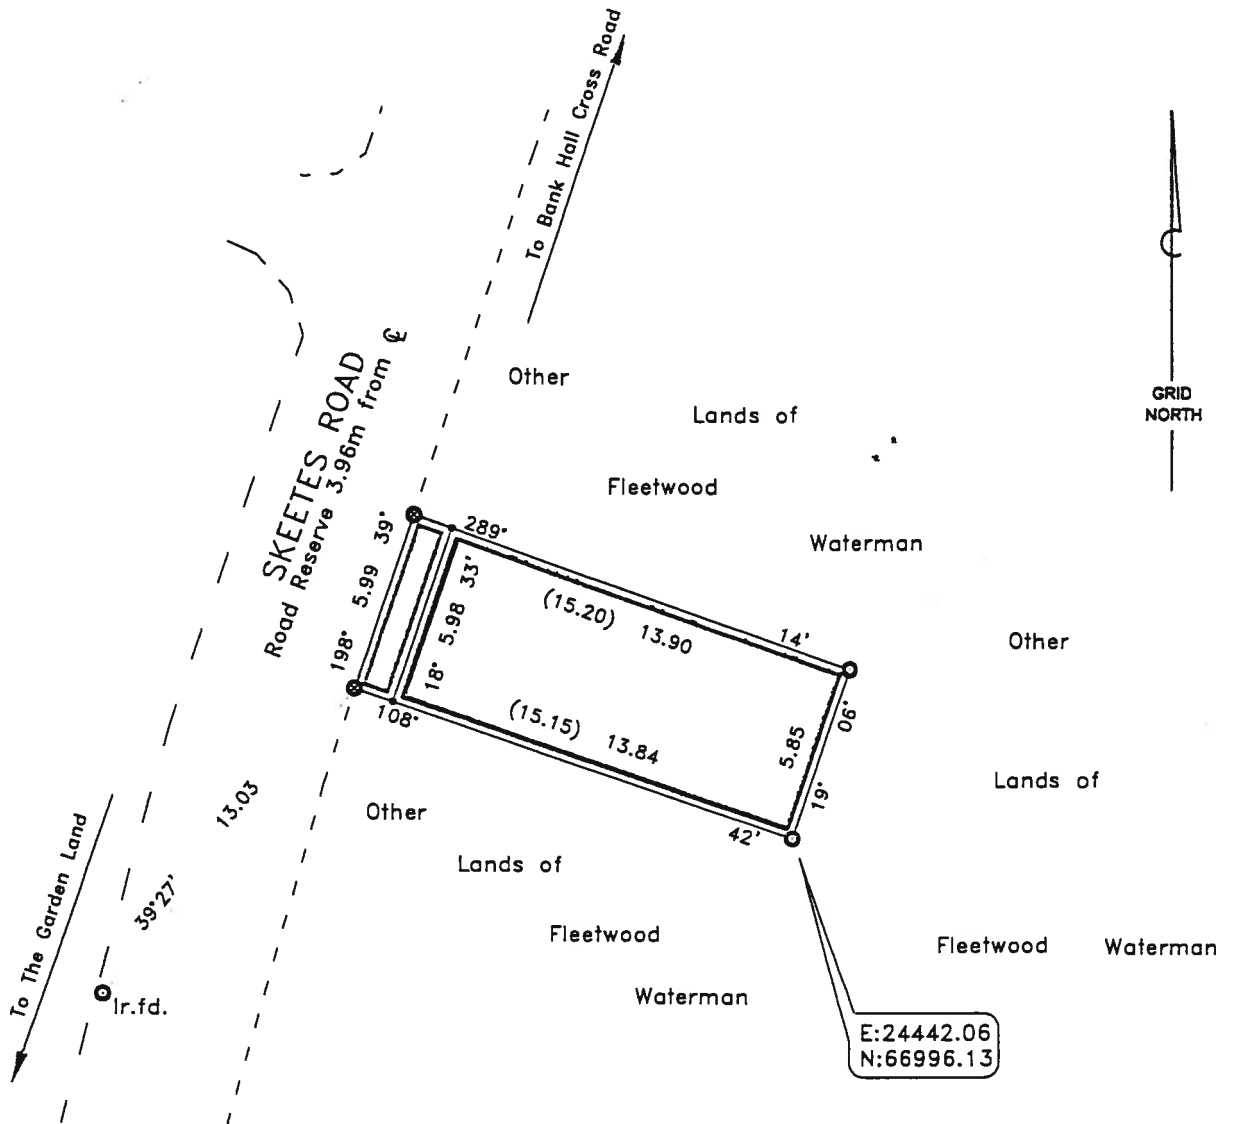 To Bank Hall Cross Road
SKEETES ROAD
Road Reserve 3.96m from ℄
GRID
NORTH
Other
Lands of
Fleetwood
Waterman
289°
14'
(15.20) 13.90
39°
5.99
198°
33'
5.98
18°
(15.15) 13.84
108°
42'
5.85
06'
19°
Other
Lands of
Fleetwood Waterman
Other
Lands of
Fleetwood
Waterman
13.03
39°27'
To The Garden Land
Ir.fd.
E:24442.06
N:66996.13